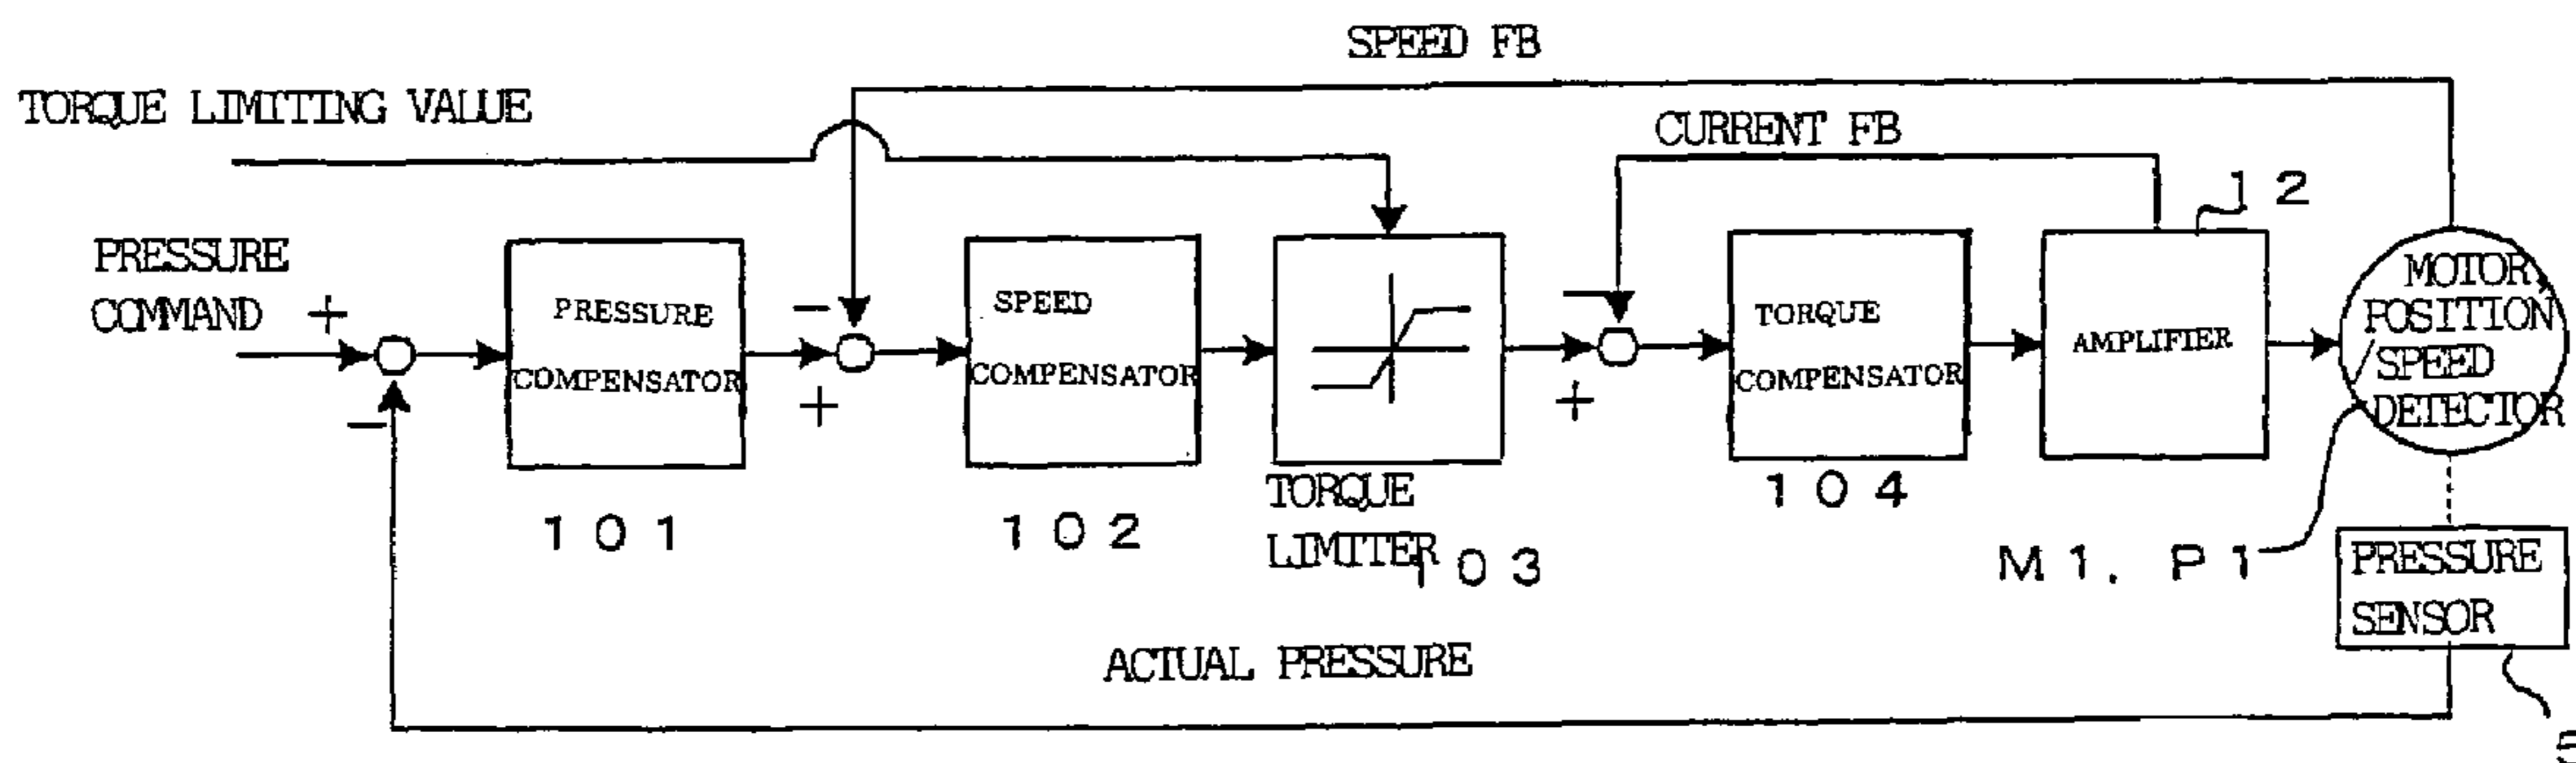 SPEED FB
TORQUE LIMITING VALUE
CURRENT FB
12
PRESSURE
COMMAND
+
−
PRESSURE
COMPENSATOR
101
−
+
SPEED
COMPENSATOR
102
TORQUE
LIMITER
103
−
+
TORQUE
COMPENSATOR
104
AMPLIFIER
MOTOR
POSITION
/SPEED
DETECTOR
M1. P1
PRESSURE
SENSOR
ACTUAL PRESSURE